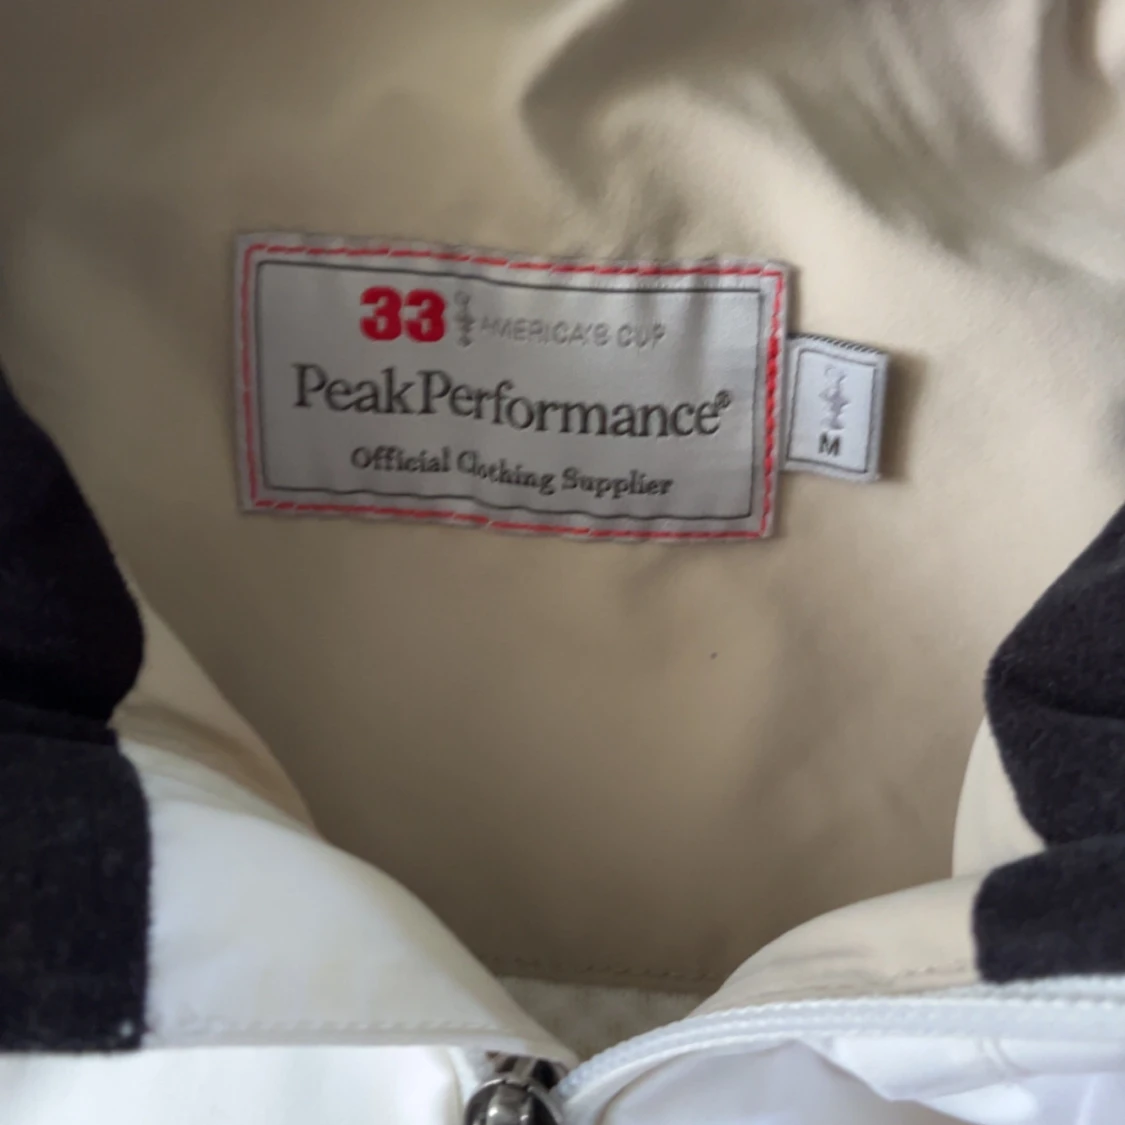 33 AMERICA'S CUP
PeakPerformance®
Official Clothing Supplier
M